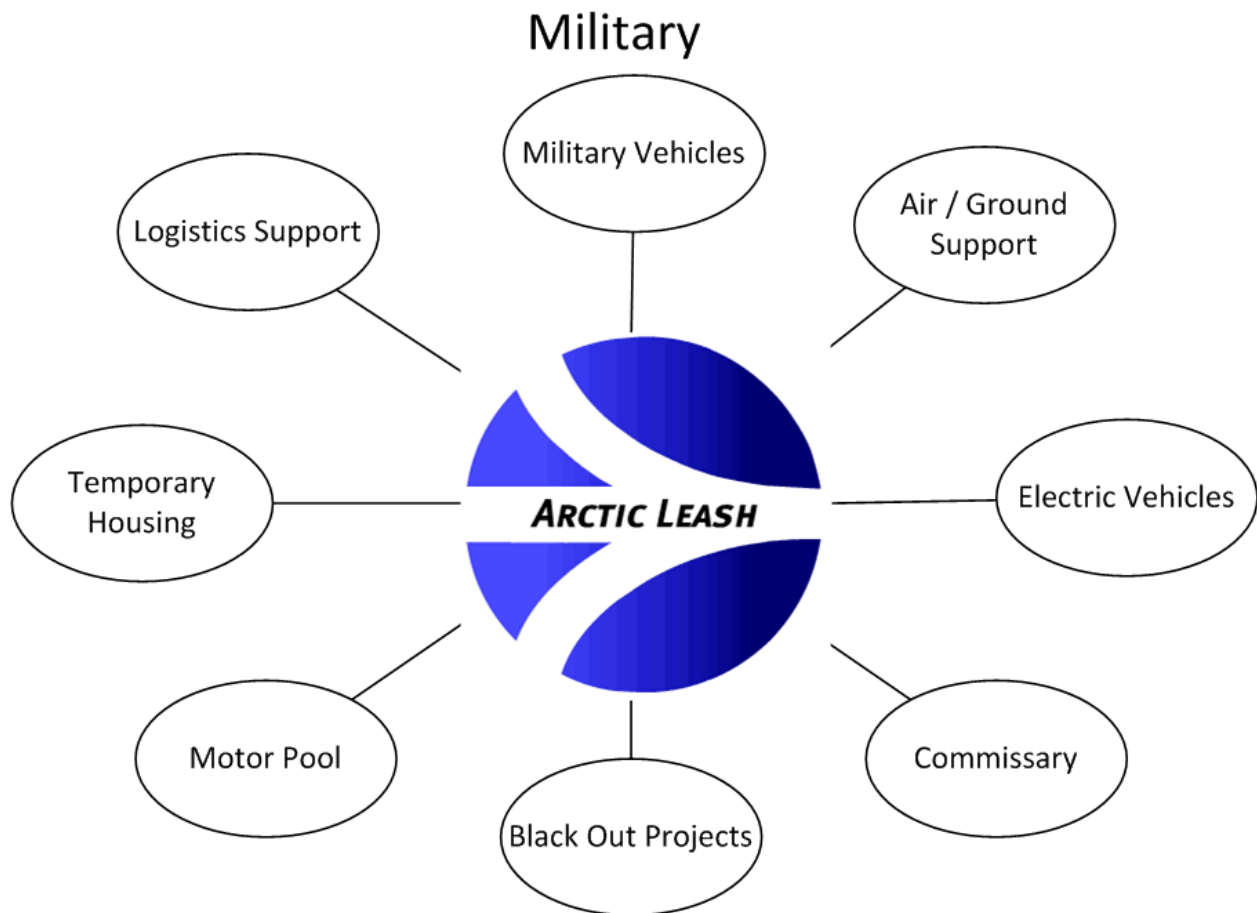 Military
Military Vehicles
Air / Ground
Support
Logistics Support
Temporary
Housing
ARCTIC LEASH
Electric Vehicles
Motor Pool
Commissary
Black Out Projects